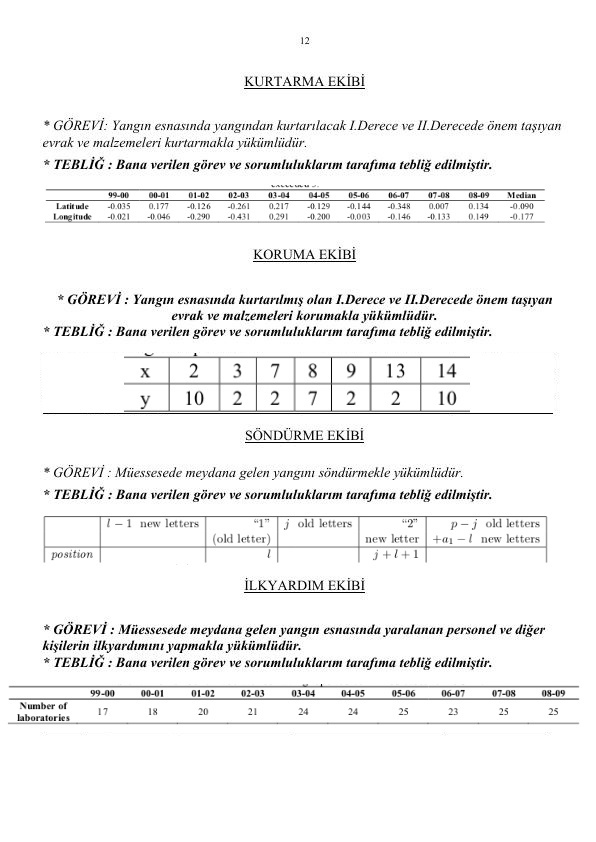 12
KURTARMA EKİBİ
* GÖREVİ: Yangın esnasında yangından kurtarılacak I.Derece ve II.Derecede önem taşıyan
evrak ve malzemeleri kurtarmakla yükümlüdür.
* TEBLİĞ : Bana verilen görev ve sorumluluklarım tarafıma tebliğ edilmiştir.
99-00 00-01 01-02 02-03 03-04 04-05 05-06 06-07 07-08 08-09 Median
Latitude -0.035 0.177 -0.126 -0.261 0.217 -0.129 -0.144 -0.348 0.007 0.134 -0.090
Longitude -0.021 -0.046 -0.290 -0.431 0.291 -0.200 -0.003 -0.146 -0.133 0.149 -0.177
KORUMA EKİBİ
* GÖREVİ : Yangın esnasında kurtarılmış olan I.Derece ve II.Derecede önem taşıyan
evrak ve malzemeleri korumakla yükümlüdür.
* TEBLİĞ : Bana verilen görev ve sorumluluklarım tarafıma tebliğ edilmiştir.
x 2 3 7 8 9 13 14
y 10 2 2 7 2 2 10
SÖNDÜRME EKİBİ
* GÖREVİ : Müessesede meydana gelen yangını söndürmekle yükümlüdür.
* TEBLİĞ : Bana verilen görev ve sorumluluklarım tarafıma tebliğ edilmiştir.
l − 1 new letters “1” j old letters “2” p − j old letters
(old letter) new letter +a₁ − l new letters
position l j + l + 1
İLKYARDIM EKİBİ
* GÖREVİ : Müessesede meydana gelen yangın esnasında yaralanan personel ve diğer
kişilerin ilkyardımını yapmakla yükümlüdür.
* TEBLİĞ : Bana verilen görev ve sorumluluklarım tarafıma tebliğ edilmiştir.
99-00 00-01 01-02 02-03 03-04 04-05 05-06 06-07 07-08 08-09
Number of
laboratories 17 18 20 21 24 24 25 23 25 25